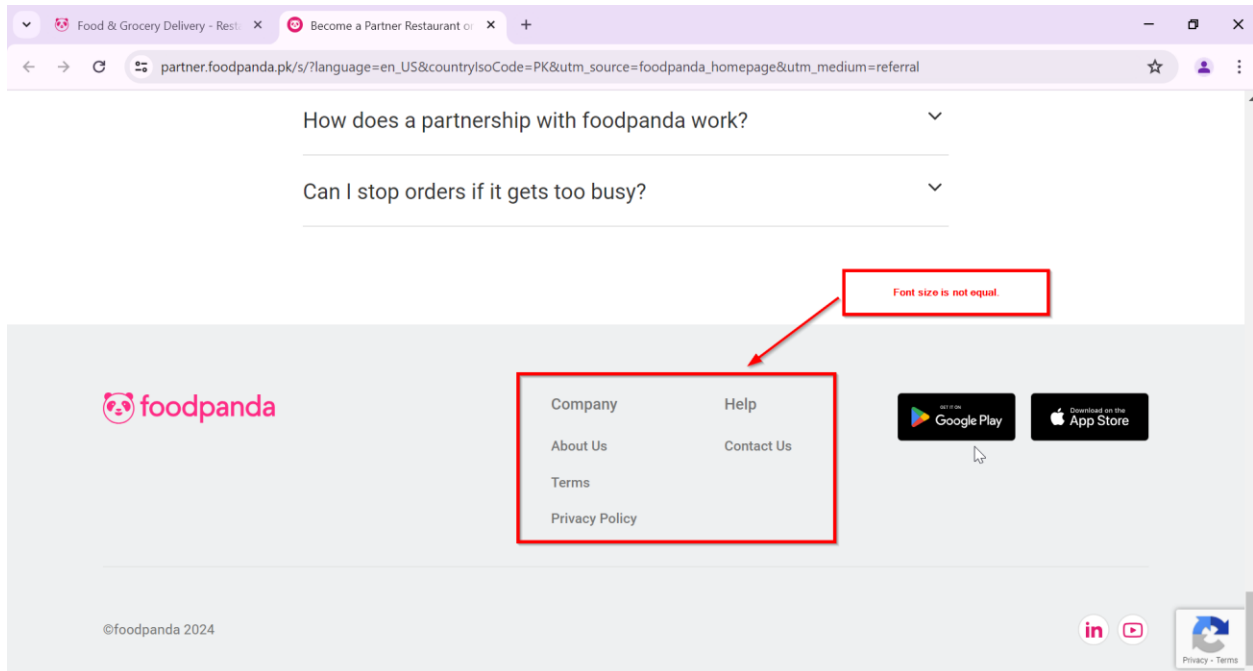 Food & Grocery Delivery - Rest
Become a Partner Restaurant or
partner.foodpanda.pk/s/?language=en_US&countryIsoCode=PK&utm_source=foodpanda_homepage&utm_medium=referral
How does a partnership with foodpanda work?
Can I stop orders if it gets too busy?
Font size is not equal.
foodpanda
Company
Help
GET IT ON
Google Play
Download on the
App Store
About Us
Contact Us
Terms
Privacy Policy
©foodpanda 2024
in
Privacy - Terms